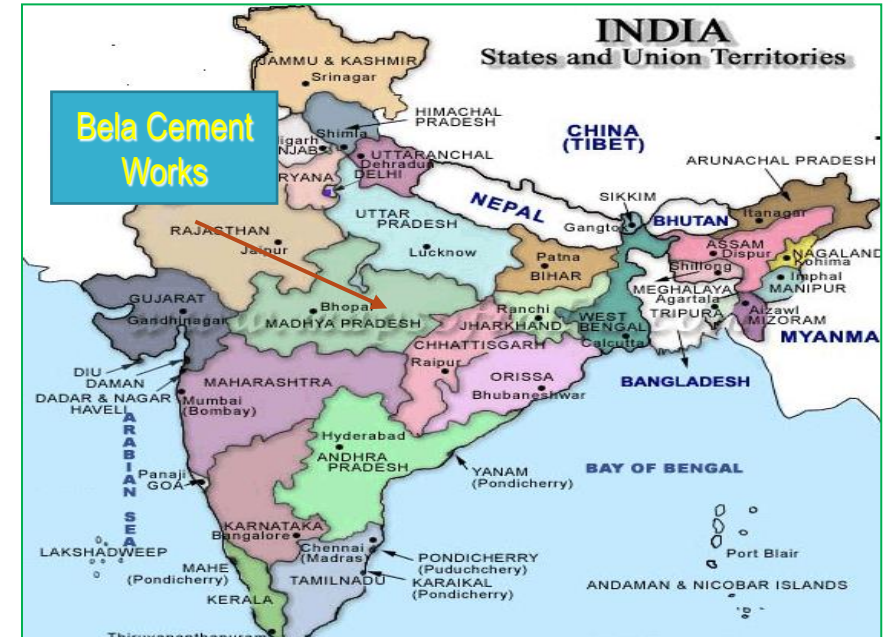 INDIA
States and Union Territories
JAMMU & KASHMIR
Srinagar
Bela Cement
Works
HIMACHAL
PRADESH
Shimla
CHINA
(TIBET)
UTTARANCHAL
Dehradun
DELHI
ARUNACHAL PRADESH
NEPAL
SIKKIM
Gangtok
BHUTAN
Itanagar
RAJASTHAN
Jaipur
UTTAR
PRADESH
Lucknow
Patna
BIHAR
ASSAM
Dispur
NAGALAND
Kohima
Shillong
Imphal
MANIPUR
MEGHALAYA
Agartala
TRIPURA
Aizawl
MIZORAM
GUJARAT
Gandhinagar
Bhopal
MADHYA PRADESH
Ranchi
JHARKHAND
WEST
BENGAL
Calcutta
MYANMA
CHHATTISGARH
Raipur
ORISSA
Bhubaneshwar
BANGLADESH
DIU
DAMAN
DADAR & NAGAR
HAVELI
MAHARASHTRA
Mumbai
(Bombay)
ARABIAN SEA
Hyderabad
ANDHRA
PRADESH
YANAM
(Pondicherry)
BAY OF BENGAL
Panaji
GOA
KARNATAKA
Bangalore
Chennai
(Madras)
LAKSHADWEEP
MAHE
(Pondicherry)
PONDICHERRY
(Puduchchery)
KARAIKAL
(Pondicherry)
TAMILNADU
KERALA
Port Blair
ANDAMAN & NICOBAR ISLANDS